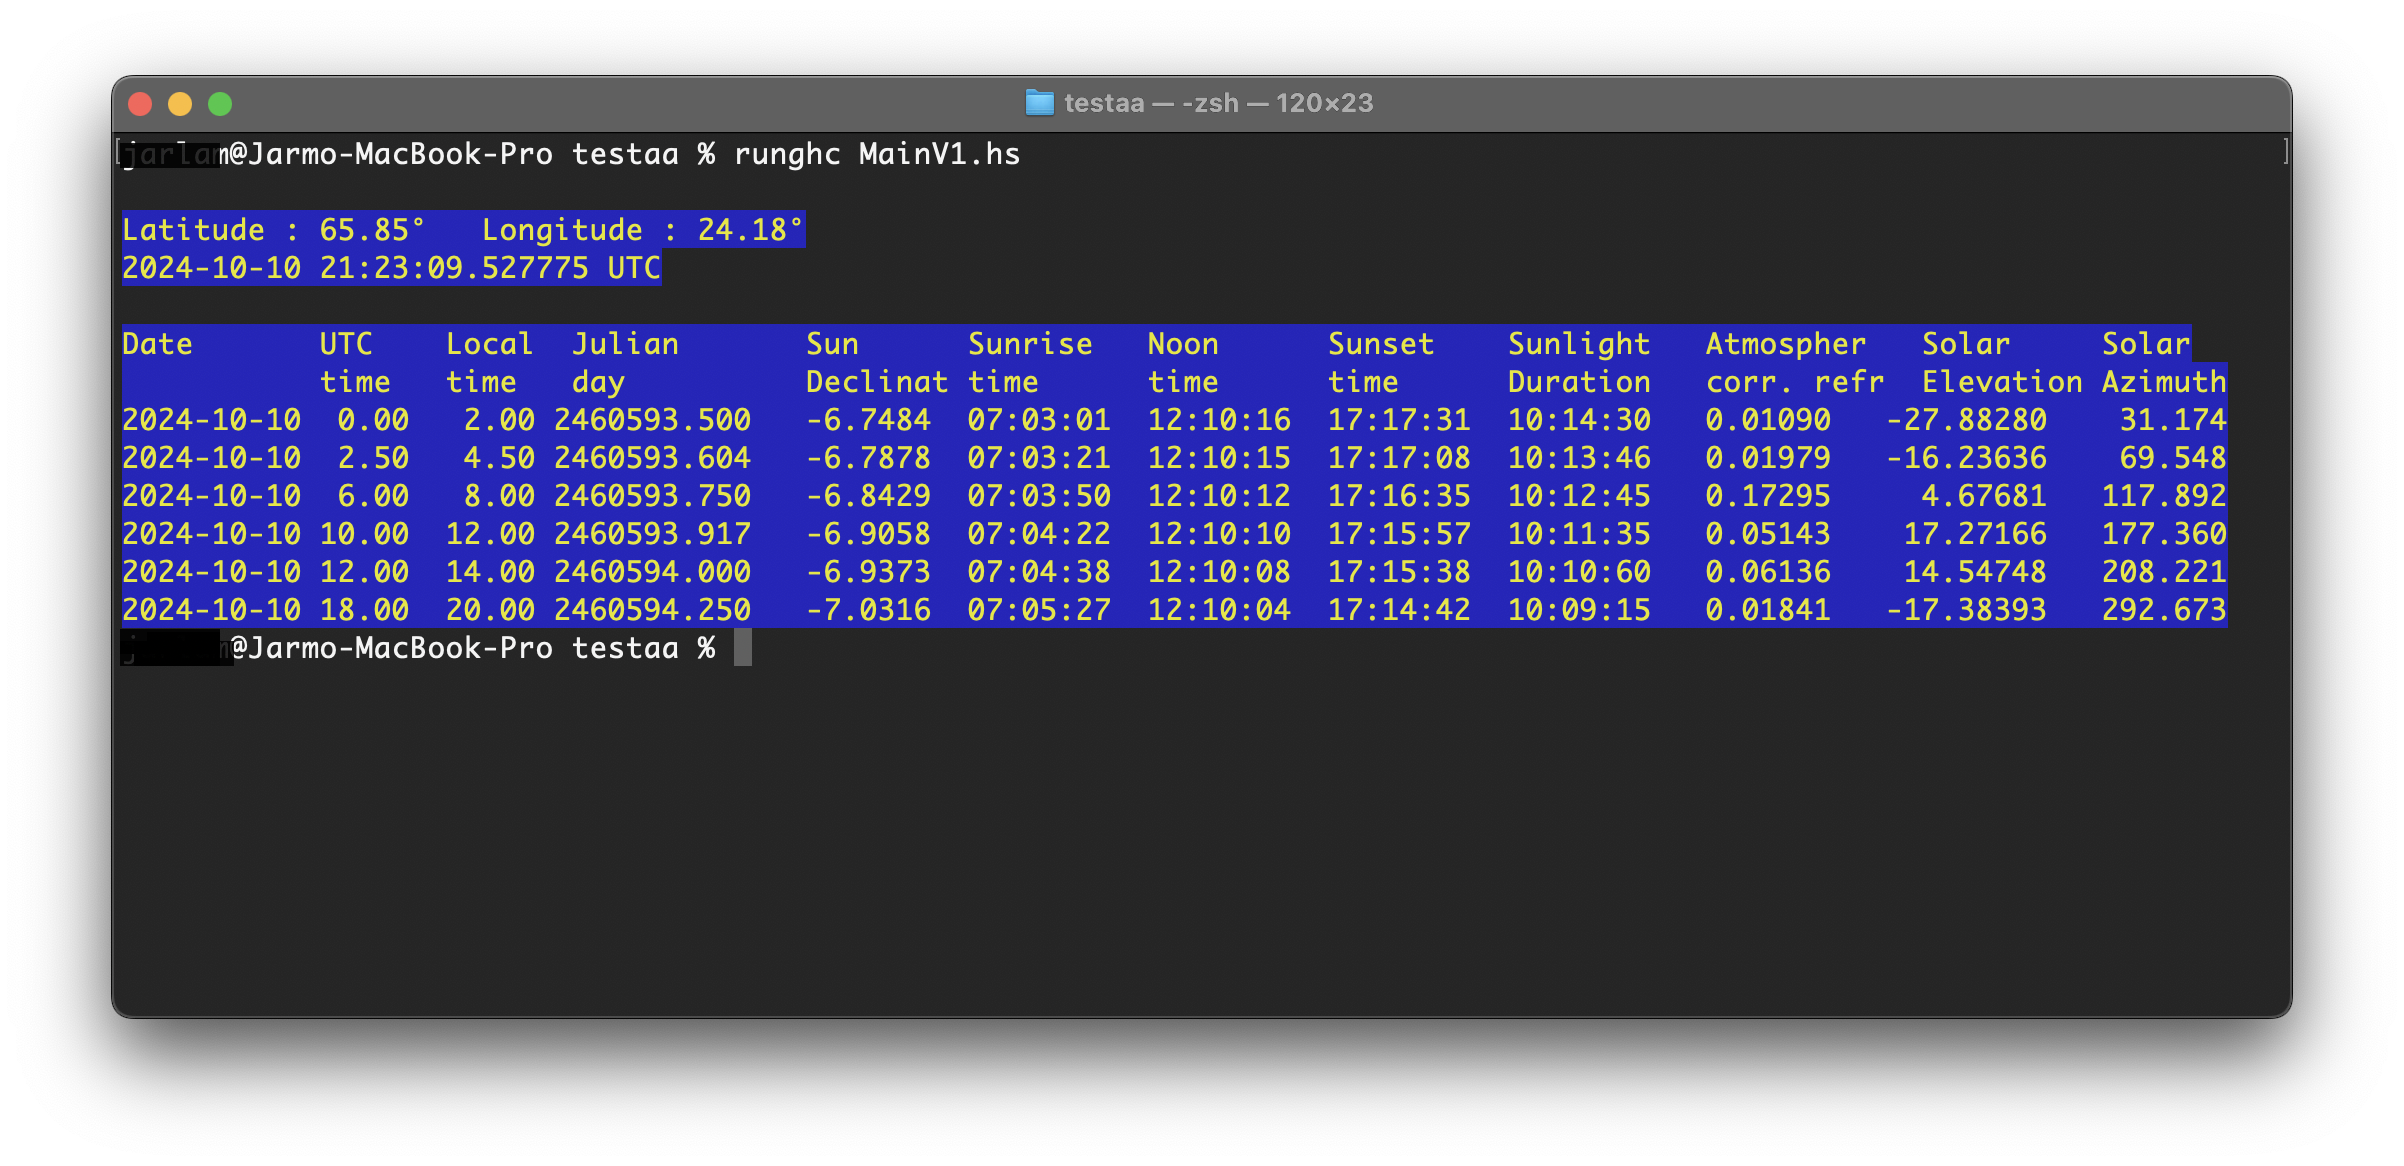 testaa — -zsh — 120×23
@Jarmo-MacBook-Pro testaa % runghc MainV1.hs
Latitude : 65.85°   Longitude : 24.18°
2024-10-10 21:23:09.527775 UTC
Date       UTC    Local  Julian       Sun      Sunrise   Noon      Sunset    Sunlight   Atmospher   Solar     Solar
           time   time   day          Declinat time      time      time      Duration   corr. refr  Elevation Azimuth
2024-10-10  0.00   2.00 2460593.500   -6.7484  07:03:01  12:10:16  17:17:31  10:14:30   0.01090   -27.88280    31.174
2024-10-10  2.50   4.50 2460593.604   -6.7878  07:03:21  12:10:15  17:17:08  10:13:46   0.01979   -16.23636    69.548
2024-10-10  6.00   8.00 2460593.750   -6.8429  07:03:50  12:10:12  17:16:35  10:12:45   0.17295     4.67681   117.892
2024-10-10 10.00  12.00 2460593.917   -6.9058  07:04:22  12:10:10  17:15:57  10:11:35   0.05143    17.27166   177.360
2024-10-10 12.00  14.00 2460594.000   -6.9373  07:04:38  12:10:08  17:15:38  10:10:60   0.06136    14.54748   208.221
2024-10-10 18.00  20.00 2460594.250   -7.0316  07:05:27  12:10:04  17:14:42  10:09:15   0.01841   -17.38393   292.673
@Jarmo-MacBook-Pro testaa %